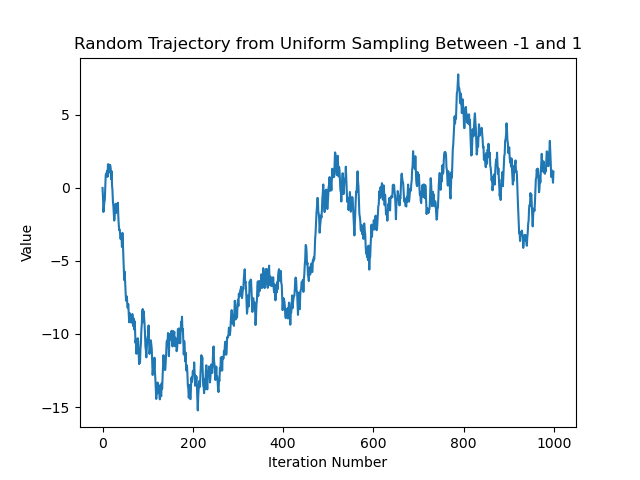 Random Trajectory from Uniform Sampling Between -1 and 1
5
0
−5
−10
−15
Value
0 200 400 600 800 1000
Iteration Number